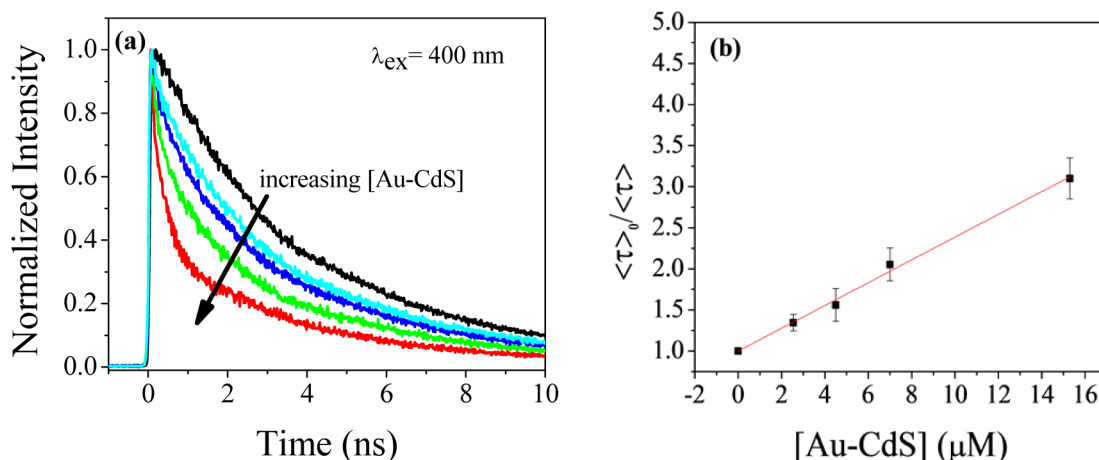 (a)
λex= 400 nm
increasing [Au-CdS]
Normalized Intensity
1.0
0.8
0.6
0.4
0.2
0.0
0 2 4 6 8 10
Time (ns)
(b)
<τ>0/<τ>
5.0
4.5
4.0
3.5
3.0
2.5
2.0
1.5
1.0
-2 0 2 4 6 8 10 12 14 16
[Au-CdS] (μM)